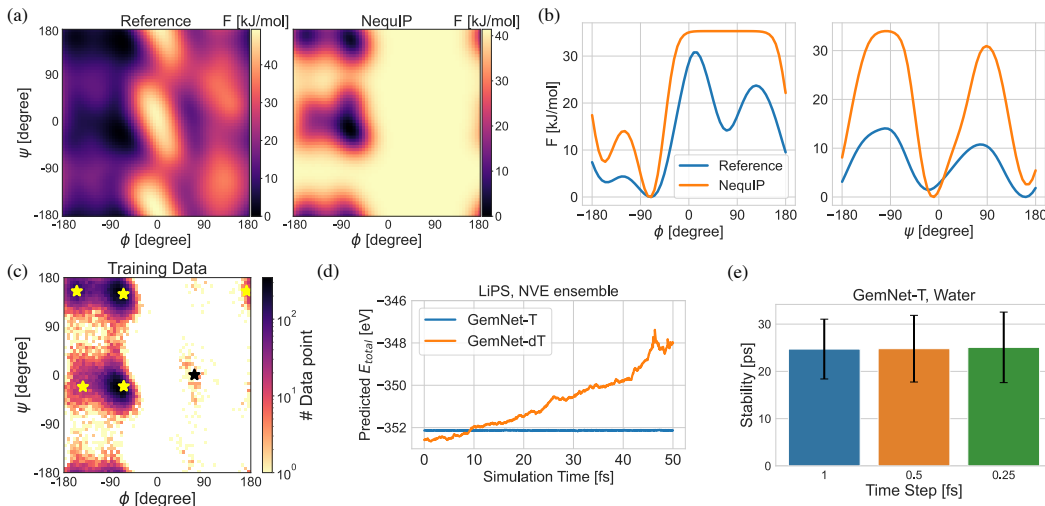 (a)
Reference F [kJ/mol]
NequIP F [kJ/mol]
180
90
0
-90
-180
ψ [degree]
-180 -90 0 90 180
ϕ [degree]
40
30
20
10
0
-180 -90 0 90 180
ϕ [degree]
40
30
20
10
0
(b)
F [kJ/mol]
30
20
10
0
Reference
NequIP
-180 -90 0 90 180
ϕ [degree]
30
20
10
0
-180 -90 0 90 180
ψ [degree]
(c)
Training Data
180
90
0
-90
-180
ψ [degree]
-180 -90 0 90 180
ϕ [degree]
10²
10¹
10⁰
# Data point
(d)
LiPS, NVE ensemble
Predicted E_total [eV]
−346
−348
−350
−352
GemNet-T
GemNet-dT
0 10 20 30 40 50
Simulation Time [fs]
(e)
GemNet-T, Water
Stability [ps]
30
20
10
0
1 0.5 0.25
Time Step [fs]